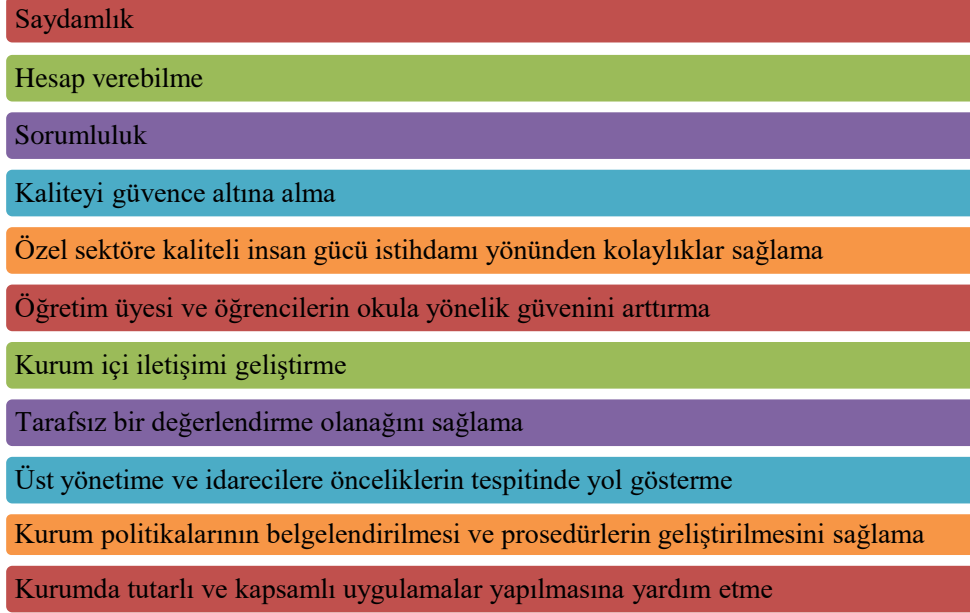 Saydamlık
Hesap verebilme
Sorumluluk
Kaliteyi güvence altına alma
Özel sektöre kaliteli insan gücü istihdamı yönünden kolaylıklar sağlama
Öğretim üyesi ve öğrencilerin okula yönelik güvenini arttırma
Kurum içi iletişimi geliştirme
Tarafsız bir değerlendirme olanağını sağlama
Üst yönetime ve idarecilere önceliklerin tespitinde yol gösterme
Kurum politikalarının belgelendirilmesi ve prosedürlerin geliştirilmesini sağlama
Kurumda tutarlı ve kapsamlı uygulamalar yapılmasına yardım etme